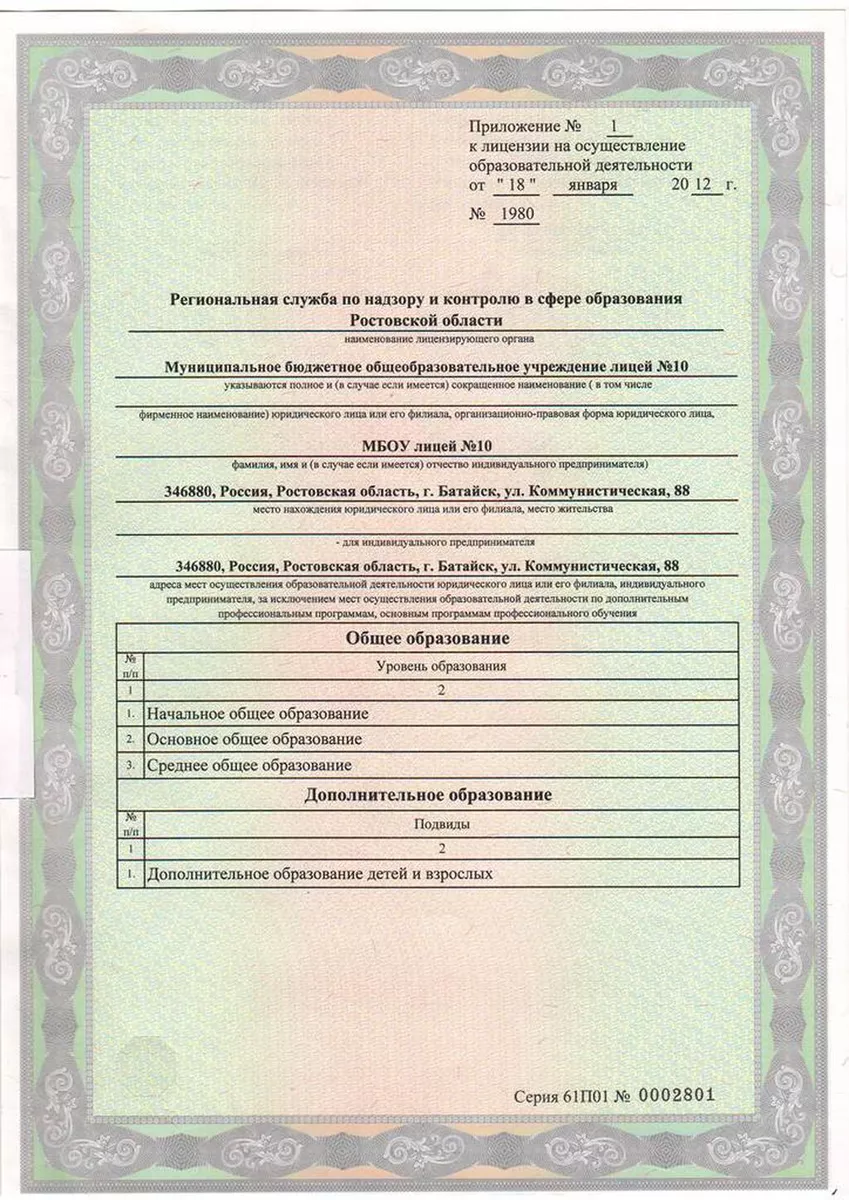 Приложение № 1
к лицензии на осуществление
образовательной деятельности
от " 18 " января 20 12 г.
№ 1980
Региональная служба по надзору и контролю в сфере образования
Ростовской области
наименование лицензирующего органа
Муниципальное бюджетное общеобразовательное учреждение лицей №10
указываются полное и (в случае если имеется) сокращенное наименование ( в том числе
фирменное наименование) юридического лица или его филиала, организационно-правовая форма юридического лица,
МБОУ лицей №10
фамилия, имя и (в случае если имеется) отчество индивидуального предпринимателя)
346880, Россия, Ростовская область, г. Батайск, ул. Коммунистическая, 88
место нахождения юридического лица или его филиала, место жительства
- для индивидуального предпринимателя
346880, Россия, Ростовская область, г. Батайск, ул. Коммунистическая, 88
адреса мест осуществления образовательной деятельности юридического лица или его филиала, индивидуального
предпринимателя, за исключением мест осуществления образовательной деятельности по дополнительным
профессиональным программам, основным программам профессионального обучения
Общее образование
№ п/п Уровень образования
1 2
1. Начальное общее образование
2. Основное общее образование
3. Среднее общее образование
Дополнительное образование
№ п/п Подвиды
1 2
1. Дополнительное образование детей и взрослых
Серия 61П01 № 0002801